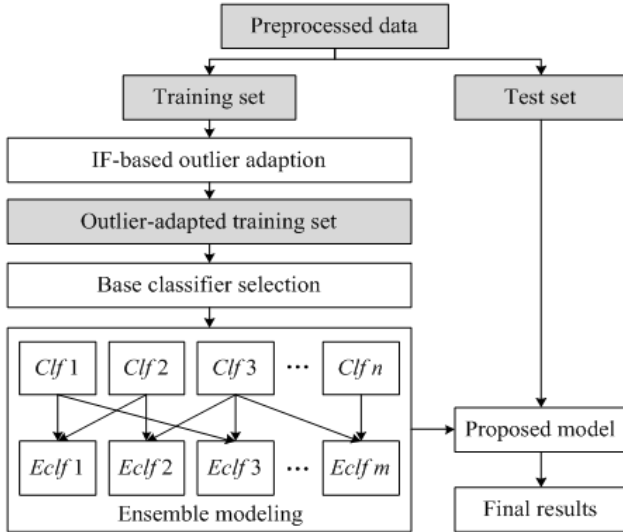 Preprocessed data
Training set
Test set
IF-based outlier adaption
Outlier-adapted training set
Base classifier selection
Clf 1 Clf 2 Clf 3 ··· Clf n
Eclf 1 Eclf 2 Eclf 3 ··· Eclf m
Ensemble modeling
Proposed model
Final results